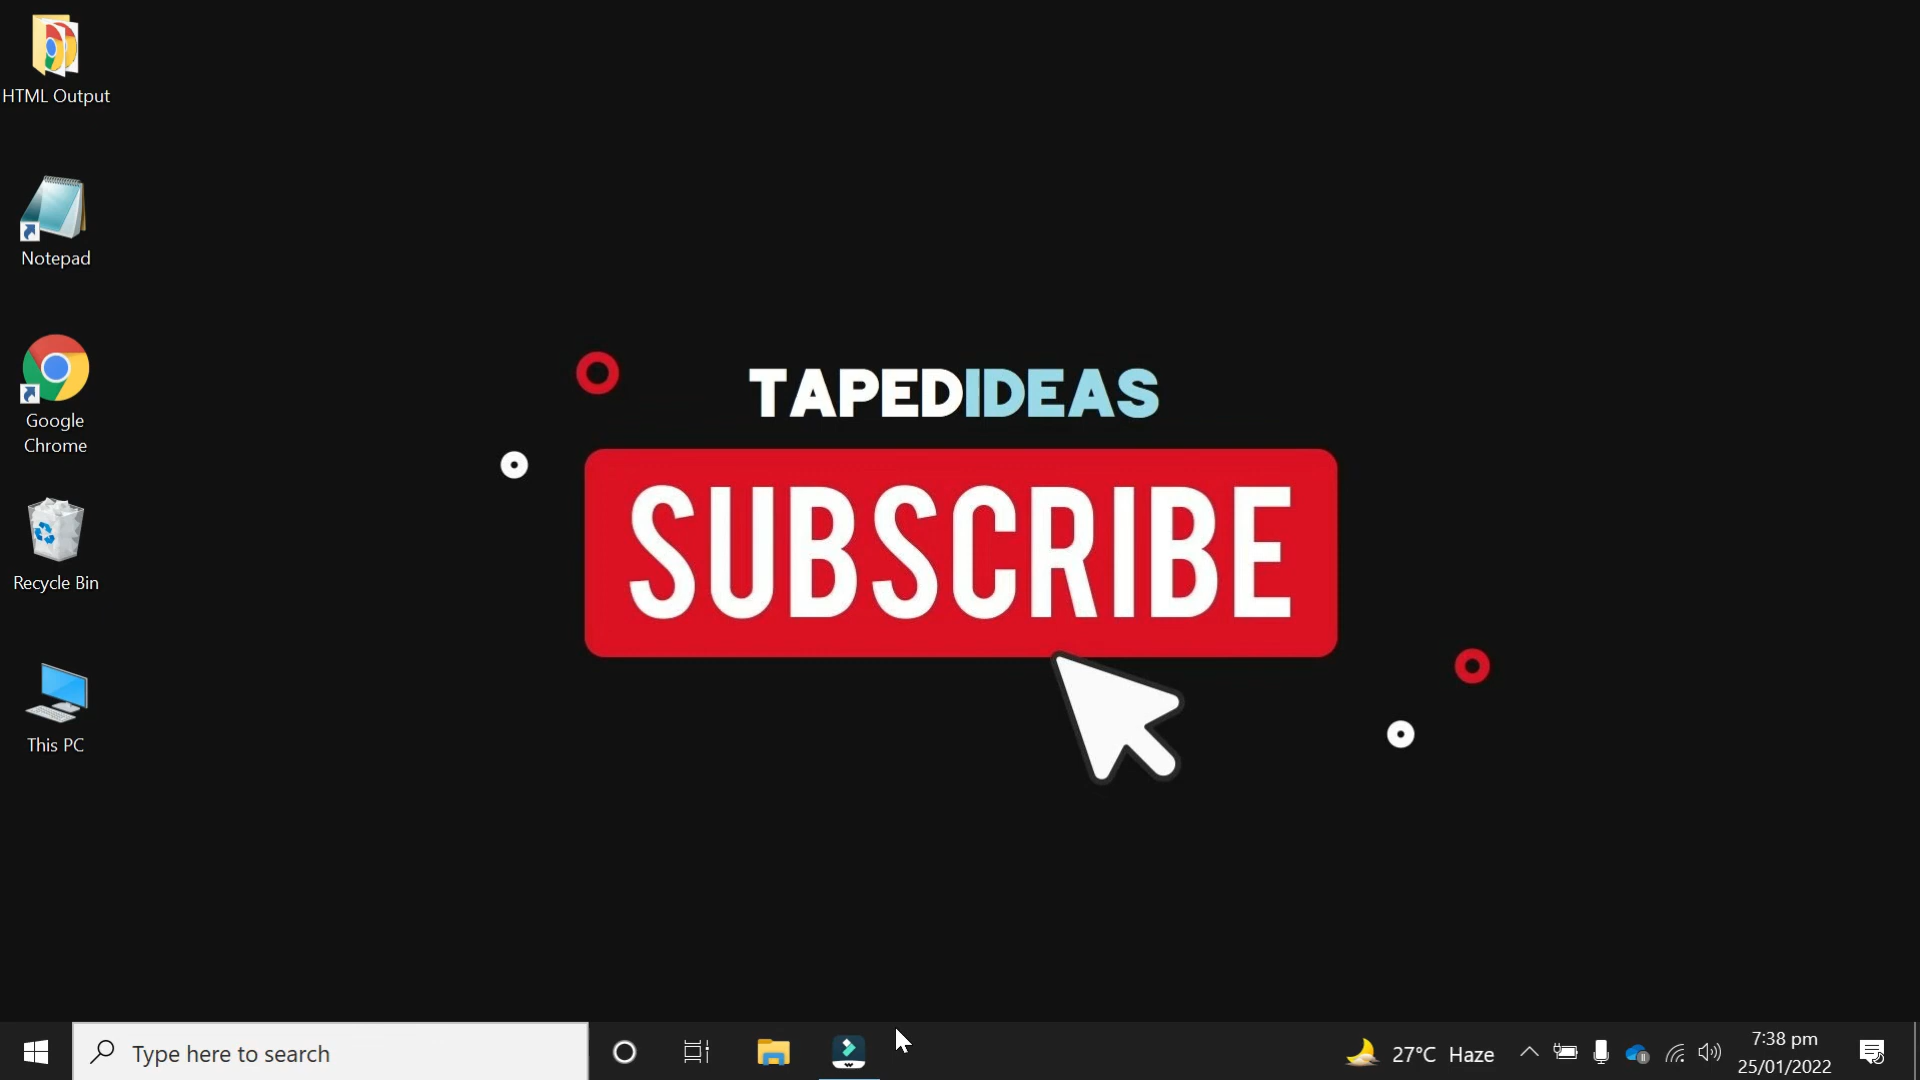 HTML Output
Notepad
Google
Chrome
Recycle Bin
This PC
TAPEDIDEAS
SUBSCRIBE
Type here to search
27°C Haze
7:38 pm
25/01/2022